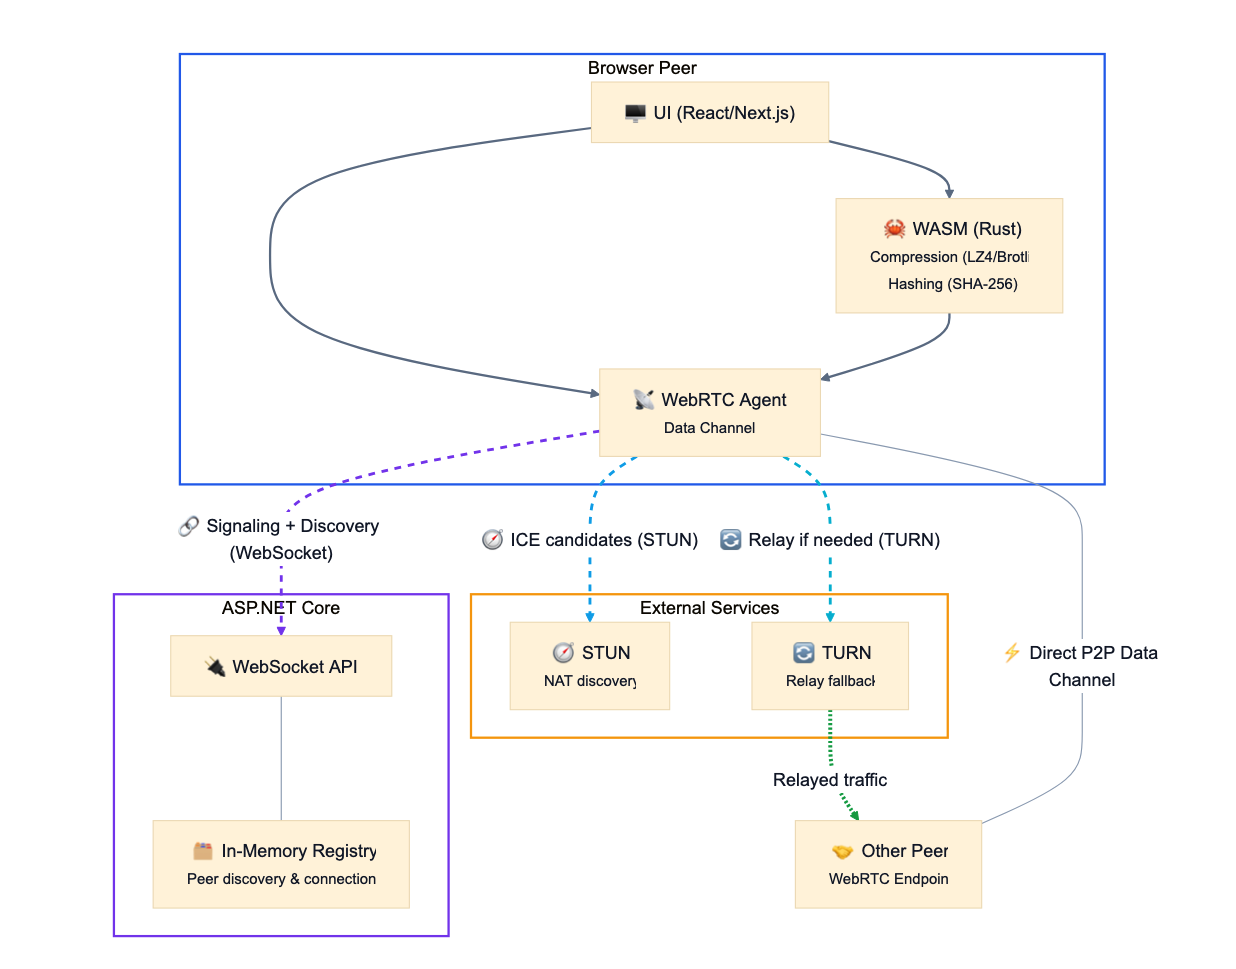 Browser Peer
🖥️ UI (React/Next.js)
🦀 WASM (Rust)
Compression (LZ4/Brotli
Hashing (SHA-256)
📡 WebRTC Agent
Data Channel
🔗 Signaling + Discovery
(WebSocket)
🧭 ICE candidates (STUN)
🔄 Relay if needed (TURN)
ASP.NET Core
🔌 WebSocket API
External Services
🧭 STUN
NAT discovery
🔄 TURN
Relay fallback
⚡ Direct P2P Data
Channel
Relayed traffic
🗂️ In-Memory Registry
Peer discovery & connection
🤝 Other Peer
WebRTC Endpoin